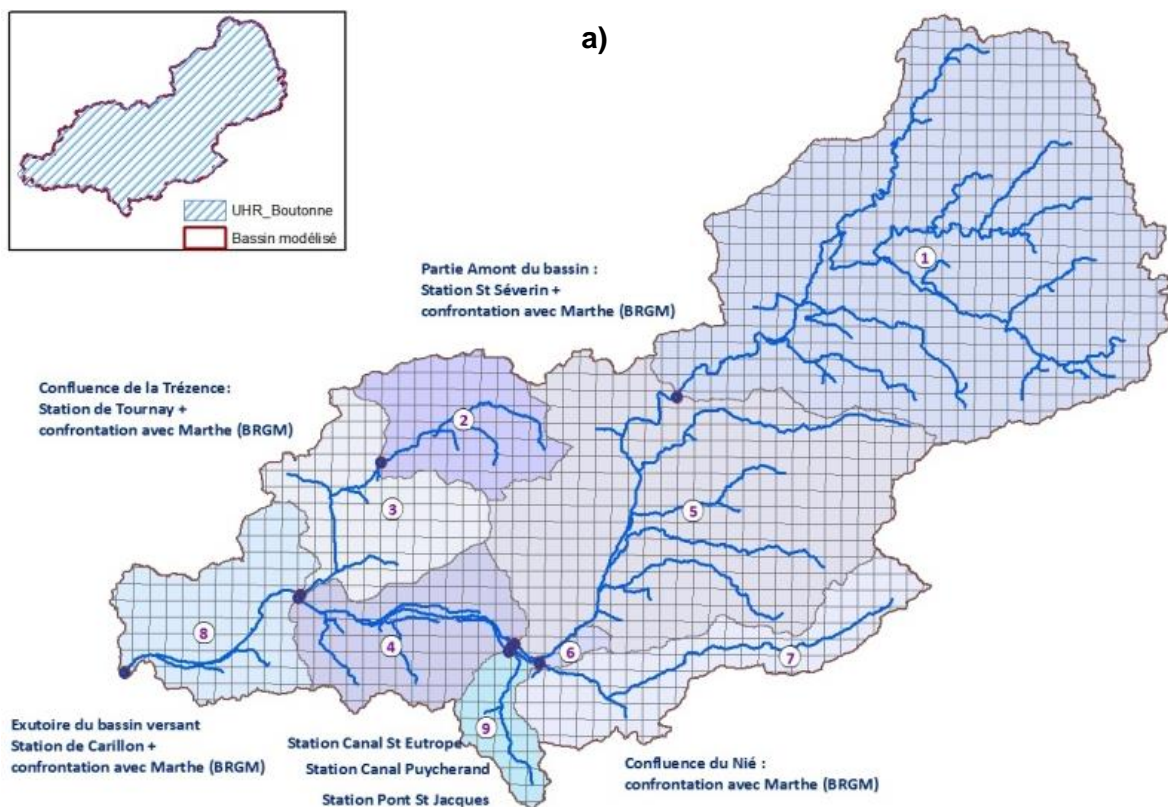 a)
UHR_Boutonne
Bassin modélisé
Partie Amont du bassin :
Station St Séverin +
confrontation avec Marthe (BRGM)
1
Confluence de la Trézence:
Station de Tournay +
confrontation avec Marthe (BRGM)
2
3
5
8
4
6
7
9
Exutoire du bassin versant
Station de Carillon +
confrontation avec Marthe (BRGM)
Station Canal St Eutrope
Station Canal Puycherand
Station Pont St Jacques
Confluence du Nié :
confrontation avec Marthe (BRGM)